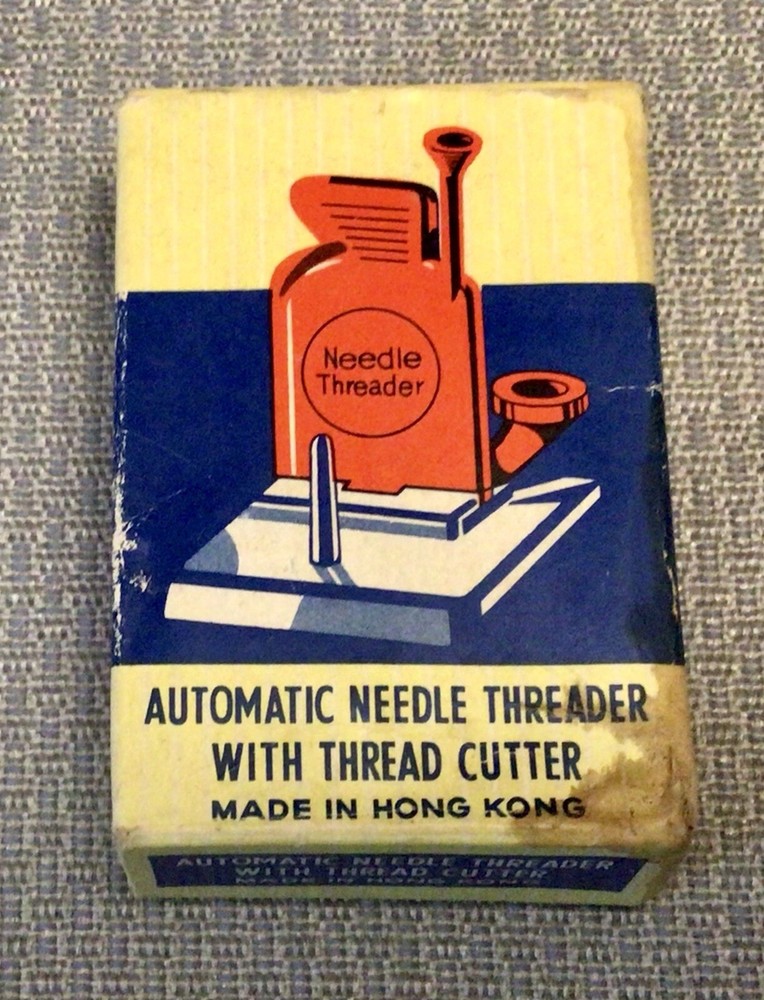 Needle
Threader
AUTOMATIC NEEDLE THREADER
WITH THREAD CUTTER
MADE IN HONG KONG
AUTOMATIC NEEDLE THREADER
WITH THREAD CUTTER
MADE IN HONG KONG